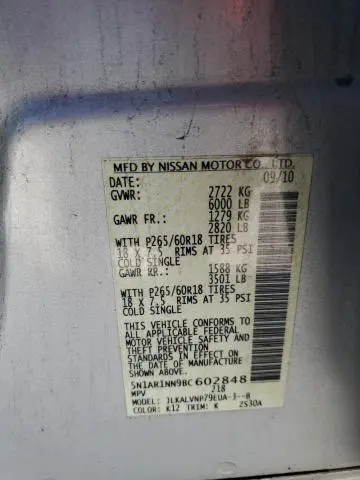 MFD BY NISSAN MOTOR CO., LTD.
DATE: 09/10
GVWR: 2722 KG
6000 LB
GAWR FR: 1279 KG
2820 LB
WITH P265/60R18 TIRES
18 X 7.5 RIMS AT 35 PSI
COLD SINGLE
GAWR RR: 1588 KG
3501 LB
WITH P265/60R18 TIRES
18 X 7.5 RIMS AT 35 PSI
COLD SINGLE
THIS VEHICLE CONFORMS
TO ALL APPLICABLE FEDERAL
MOTOR VEHICLE SAFETY
STANDARDS IN EFFECT ON
THE DATE OF MANUFACTURE
SHOWN ABOVE.
5N1AR1NN9BC602848
MPV 218
MODEL: JLKALVNP79EUA-3--B
COLOR: K12 TRIM: K 2S30A